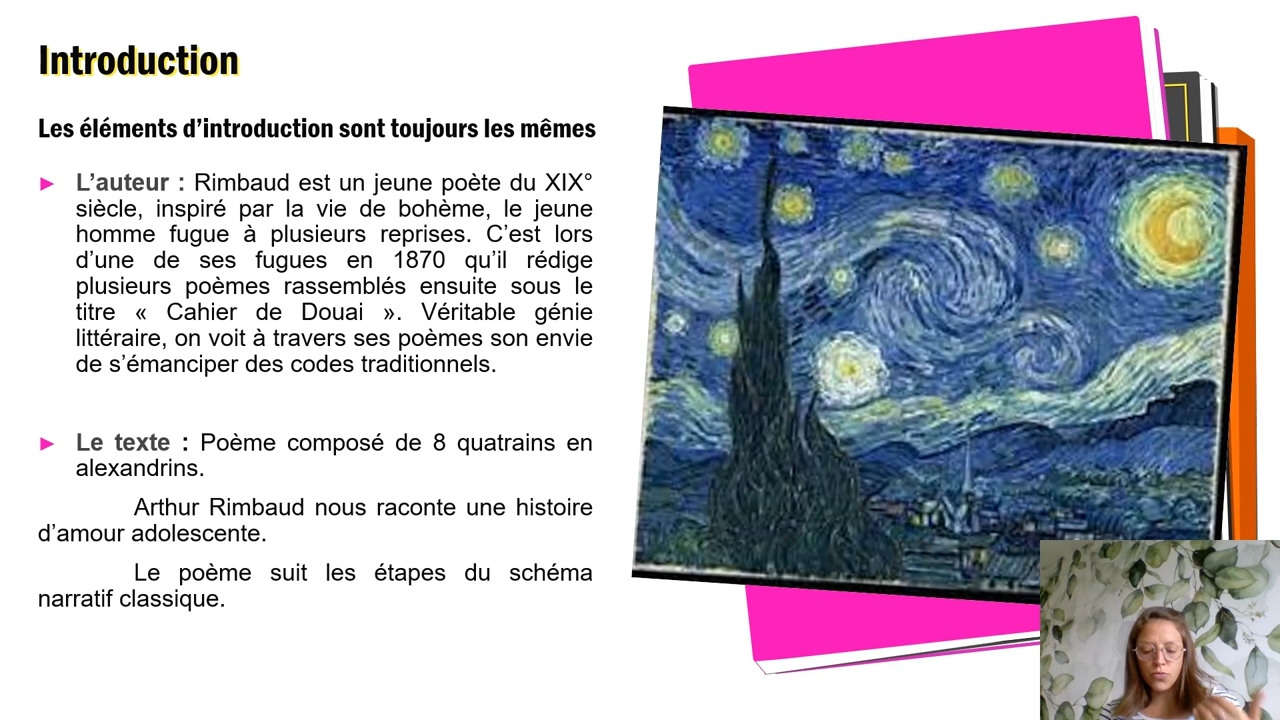 Introduction
Les éléments d’introduction sont toujours les mêmes
► L’auteur : Rimbaud est un jeune poète du XIX°
siècle, inspiré par la vie de bohème, le jeune
homme fugue à plusieurs reprises. C’est lors
d’une de ses fugues en 1870 qu’il rédige
plusieurs poèmes rassemblés ensuite sous le
titre « Cahier de Douai ». Véritable génie
littéraire, on voit à travers ses poèmes son envie
de s’émanciper des codes traditionnels.
► Le texte : Poème composé de 8 quatrains en
alexandrins.
Arthur Rimbaud nous raconte une histoire
d’amour adolescente.
Le poème suit les étapes du schéma
narratif classique.